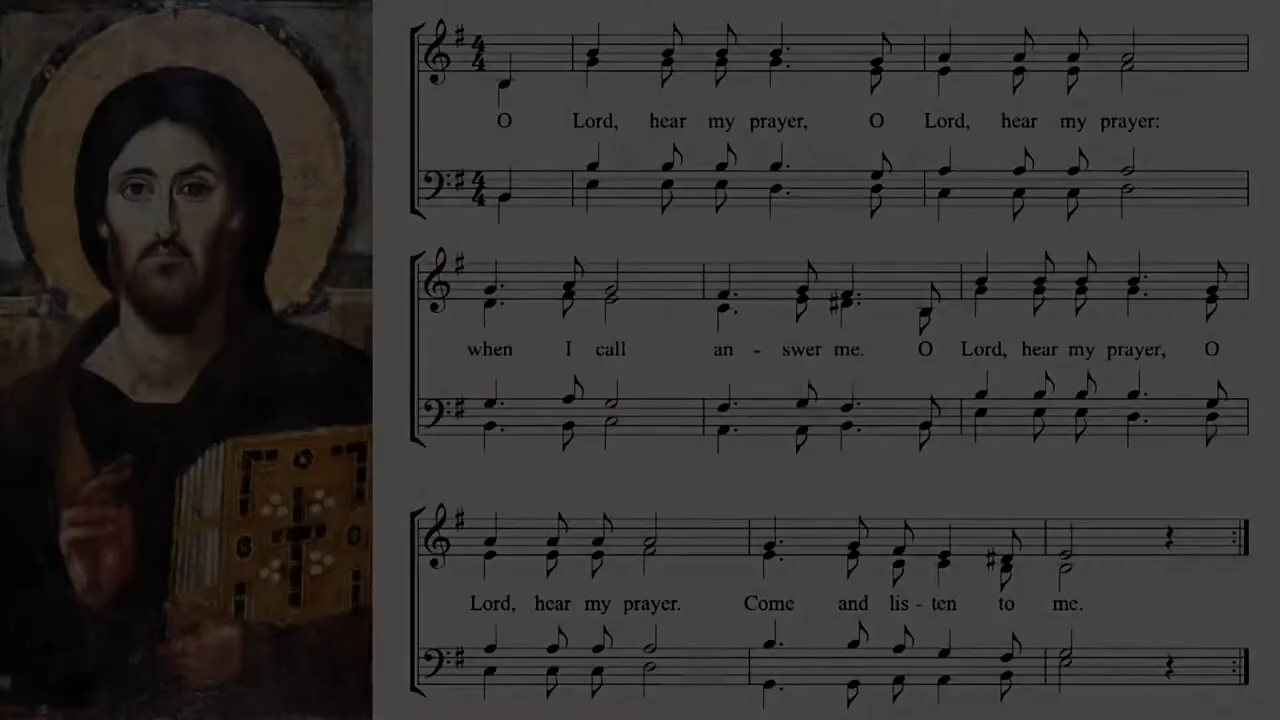 O Lord, hear my prayer, O Lord, hear my prayer:
when I call an - swer me. O Lord, hear my prayer, O
Lord, hear my prayer. Come and lis - ten to me.